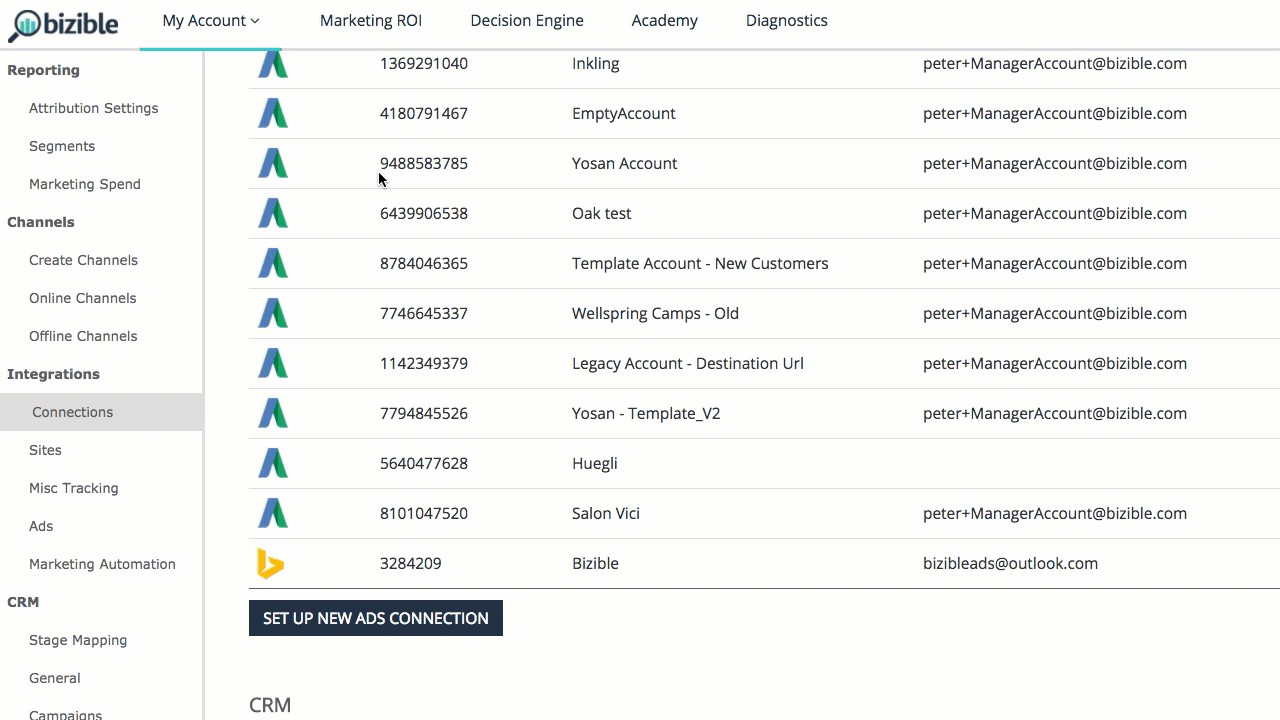 bizible
My Account
Marketing ROI
Decision Engine
Academy
Diagnostics
Reporting
Attribution Settings
Segments
Marketing Spend
Channels
Create Channels
Online Channels
Offline Channels
Integrations
Connections
Sites
Misc Tracking
Ads
Marketing Automation
CRM
Stage Mapping
General
Campaigns
1369291040 Inkling peter+ManagerAccount@bizible.com
4180791467 EmptyAccount peter+ManagerAccount@bizible.com
9488583785 Yosan Account peter+ManagerAccount@bizible.com
6439906538 Oak test peter+ManagerAccount@bizible.com
8784046365 Template Account - New Customers peter+ManagerAccount@bizible.com
7746645337 Wellspring Camps - Old peter+ManagerAccount@bizible.com
1142349379 Legacy Account - Destination Url peter+ManagerAccount@bizible.com
7794845526 Yosan - Template_V2 peter+ManagerAccount@bizible.com
5640477628 Huegli
8101047520 Salon Vici peter+ManagerAccount@bizible.com
3284209 Bizible bizibleads@outlook.com
SET UP NEW ADS CONNECTION
CRM